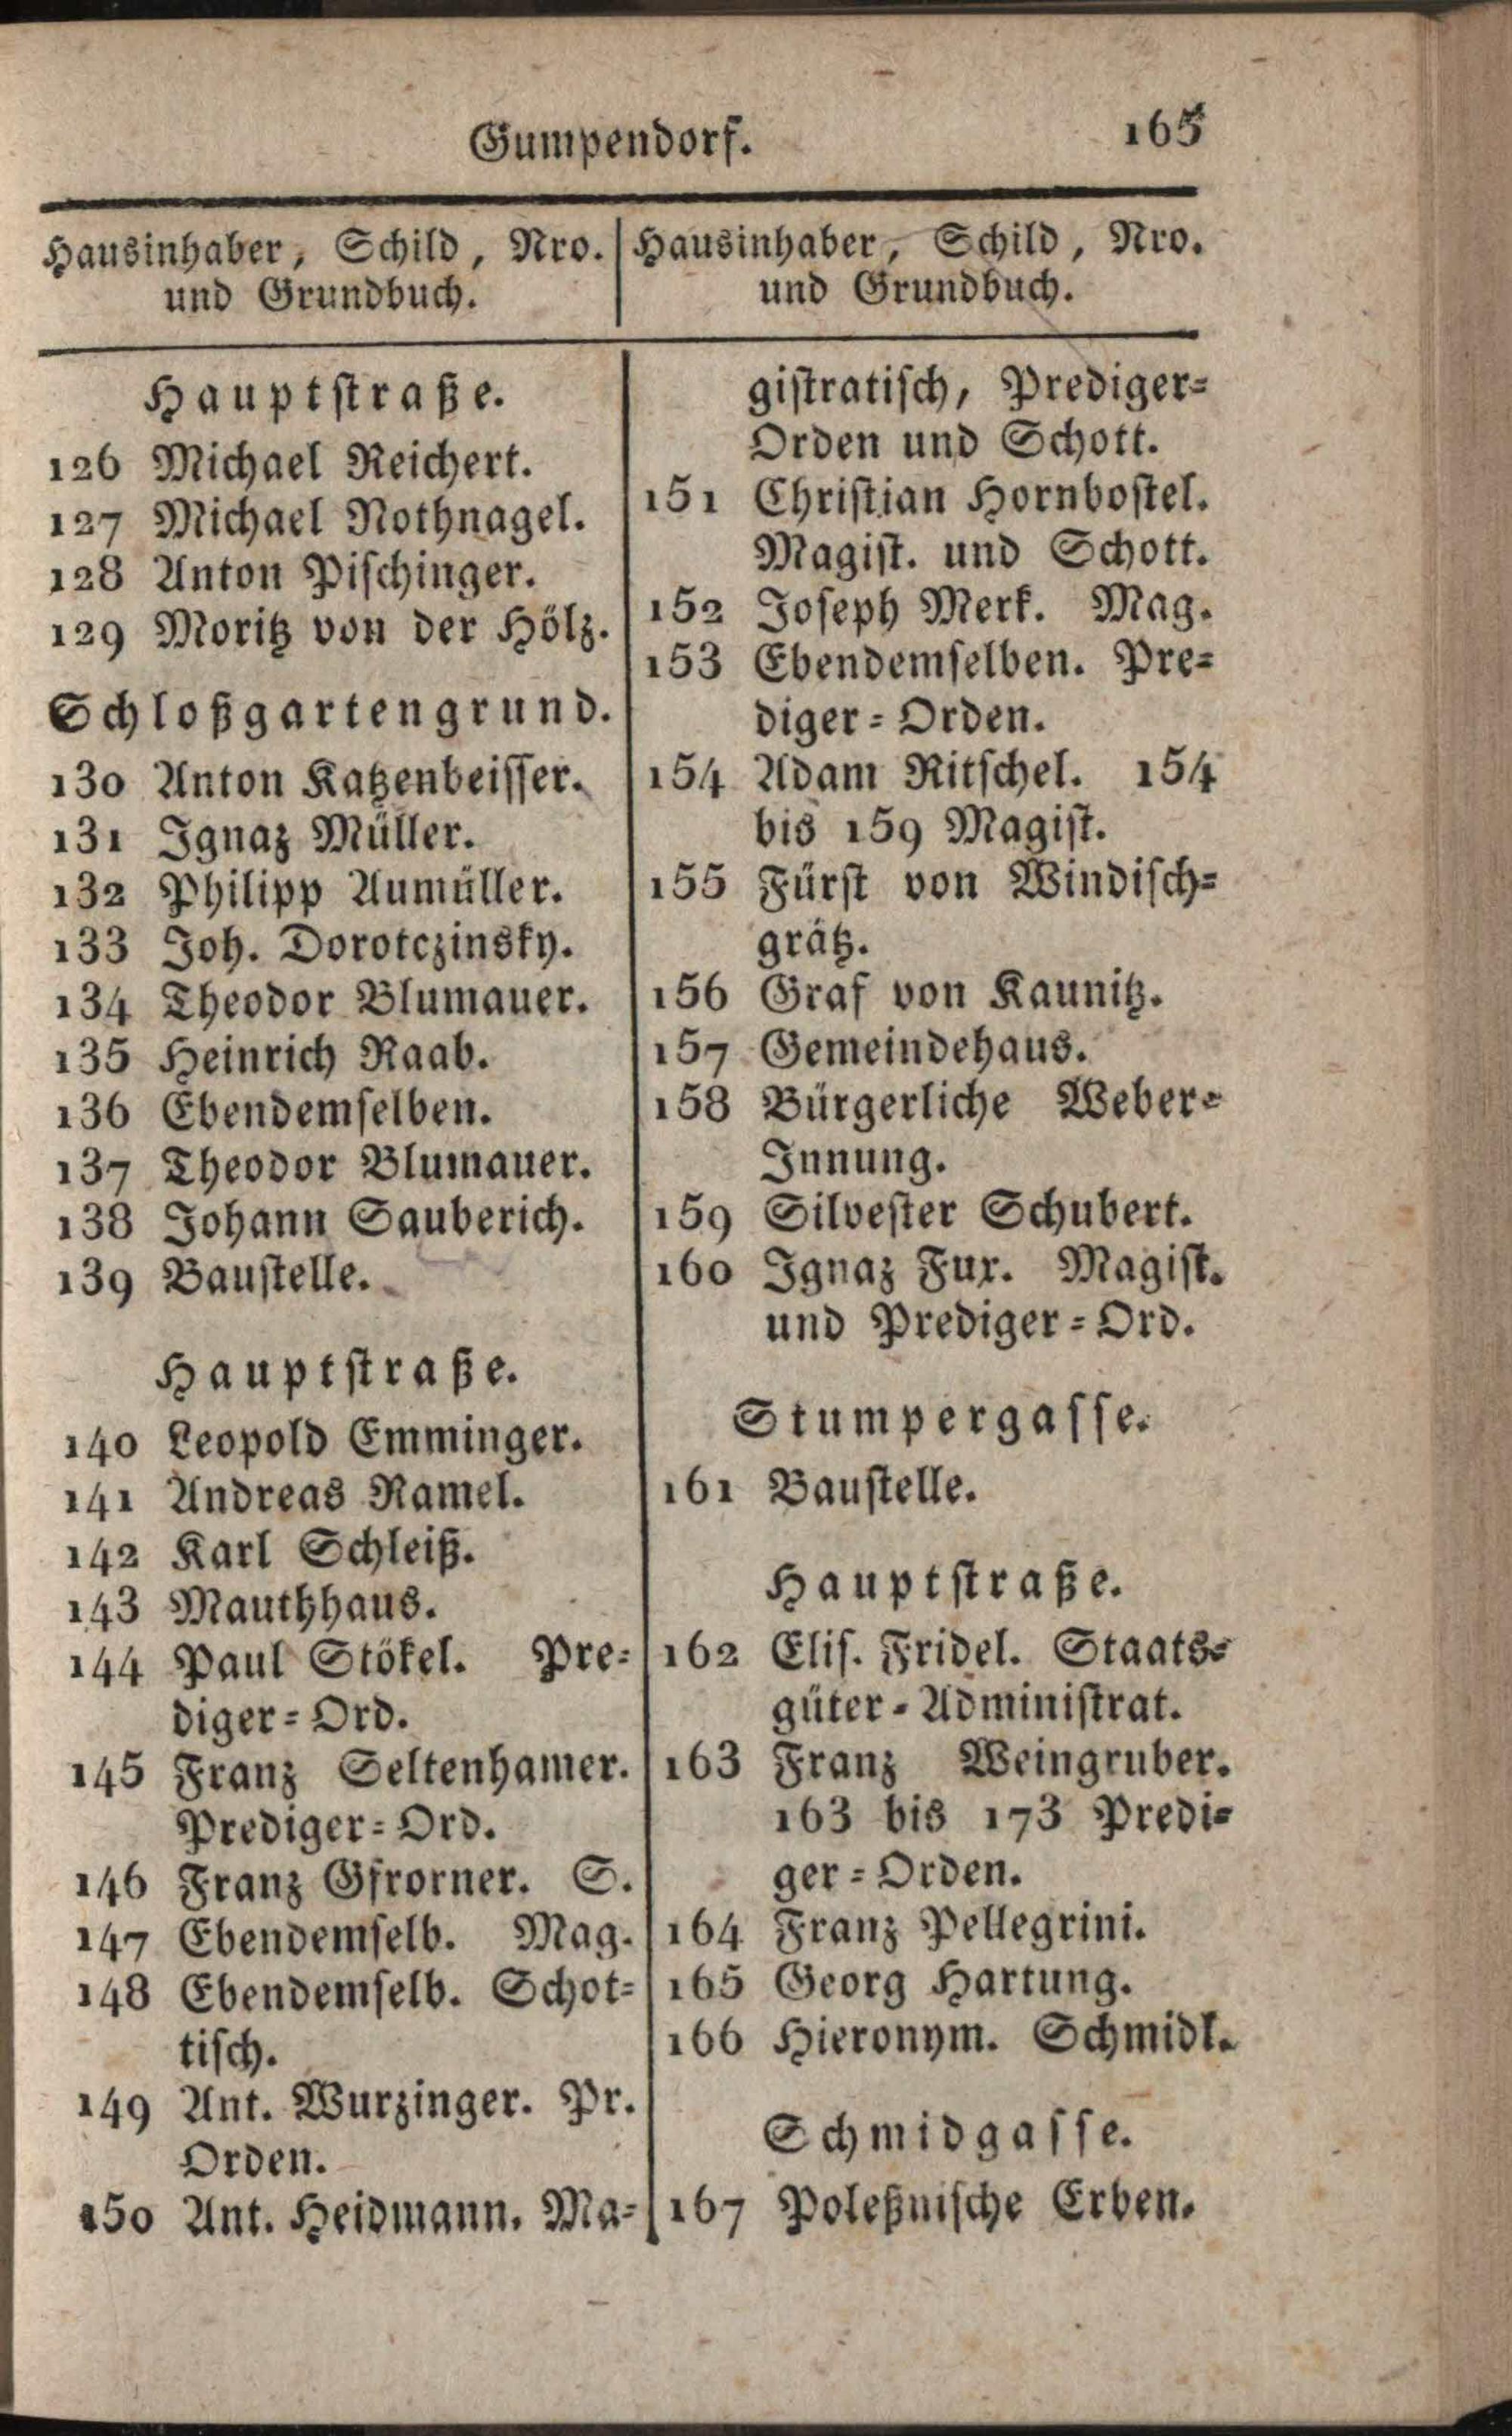 Gumpendorf. 165
Hausinhaber, Schild, Nro.
und Grundbuch.
Hauptstraße.
126 Michael Reichert.
127 Michael Nothnagel.
128 Anton Pischinger.
129 Moritz von der Hölz.
Schloßgartengrund.
130 Anton Katzenbeisser.
131 Ignaz Müller.
132 Philipp Aumüller.
133 Joh. Dorotczinsky.
134 Theodor Blumauer.
135 Heinrich Raab.
136 Ebendemselben.
137 Theodor Blumauer.
138 Johann Sauberich.
139 Baustelle.
Hauptstraße.
140 Leopold Emminger.
141 Andreas Ramel.
142 Karl Schleiß.
143 Mauthhaus.
144 Paul Stökel. Pre-
diger-Ord.
145 Franz Seltenhamer.
Prediger-Ord.
146 Franz Gfrorner. S.
147 Ebendemselb. Mag.
148 Ebendemselb. Schot-
tisch.
149 Ant. Wurzinger. Pr.
Orden.
150 Ant. Heidmann. Ma-
Hausinhaber, Schild, Nro.
und Grundbuch.
gistratisch, Prediger-
Orden und Schott.
151 Christian Hornbostel.
Magist. und Schott.
152 Joseph Merk. Mag.
153 Ebendemselben. Pre-
diger-Orden.
154 Adam Ritschel. 154
bis 159 Magist.
155 Fürst von Windisch-
grätz.
156 Graf von Kaunitz.
157 Gemeindehaus.
158 Bürgerliche Weber-
Innung.
159 Silvester Schubert.
160 Ignaz Fux. Magist.
und Prediger-Ord.
Stumpergasse.
161 Baustelle.
Hauptstraße.
162 Elis. Fridel. Staats-
güter-Administrat.
163 Franz Weingruber.
163 bis 173 Predi-
ger-Orden.
164 Franz Pellegrini.
165 Georg Hartung.
166 Hieronym. Schmidl.
Schmidgasse.
167 Poleßnische Erben.